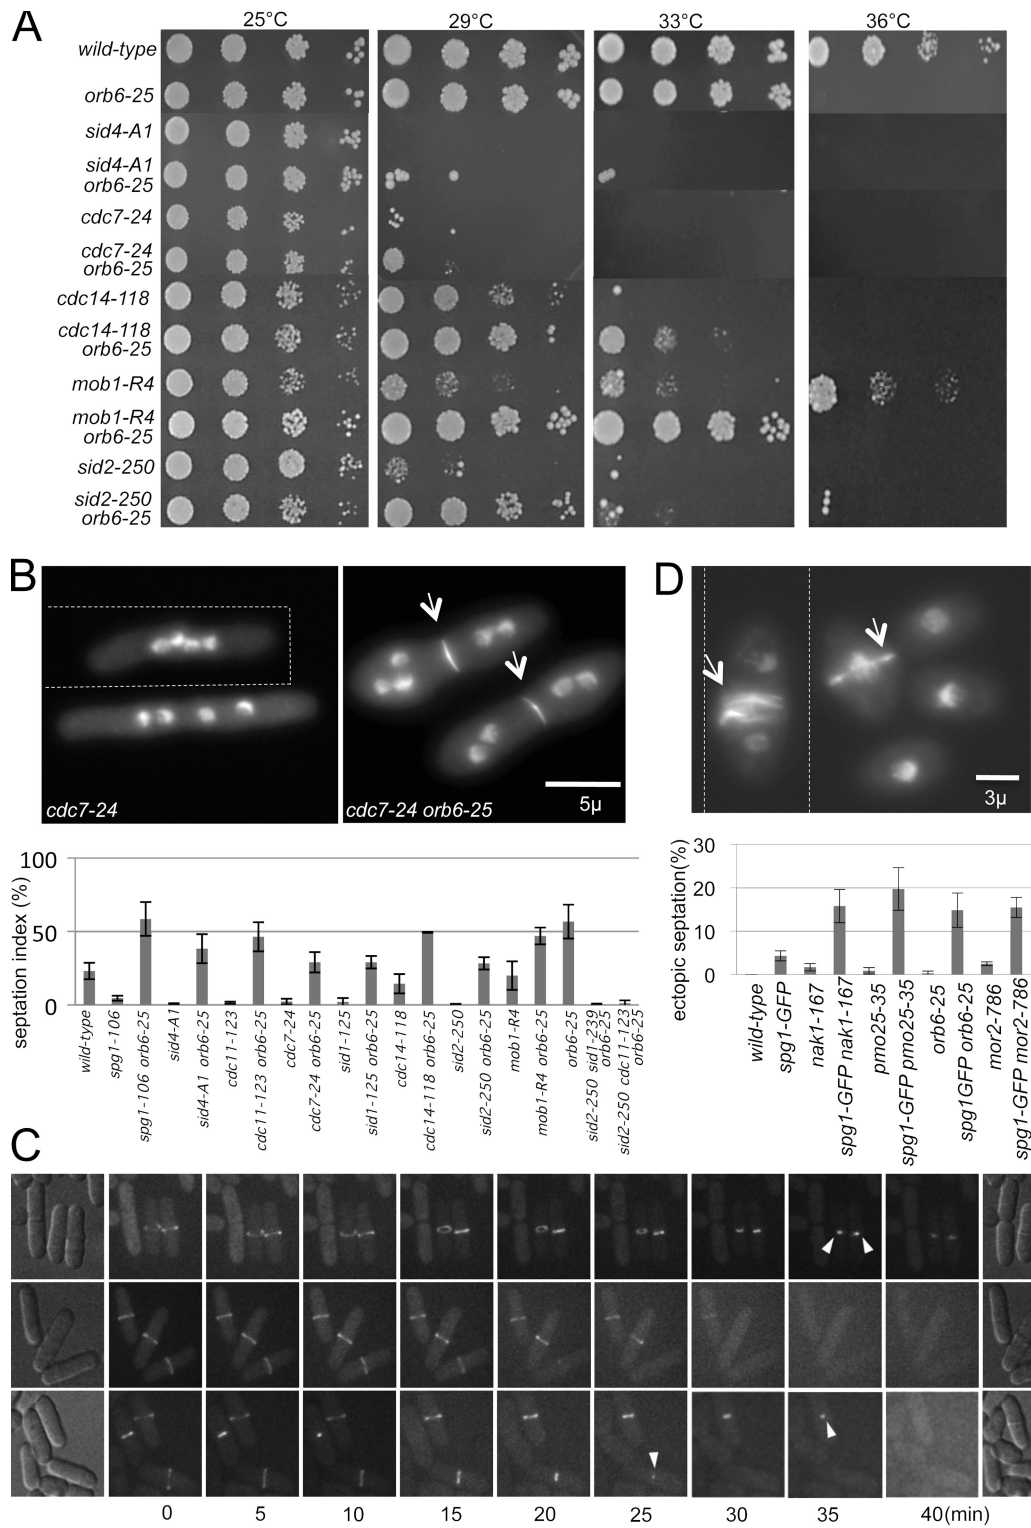 A
25°C 29°C 33°C 36°C
wild-type
orb6-25
sid4-A1
sid4-A1
orb6-25
cdc7-24
cdc7-24
orb6-25
cdc14-118
cdc14-118
orb6-25
mob1-R4
mob1-R4
orb6-25
sid2-250
sid2-250
orb6-25
B
cdc7-24
cdc7-24 orb6-25
5µ
septation index (%)
100
50
0
wild-type
spg1-106
spg1-106 orb6-25
sid4-A1
sid4-A1 orb6-25
cdc11-123
cdc11-123 orb6-25
cdc7-24
cdc7-24 orb6-25
sid1-125
sid1-125 orb6-25
cdc14-118
cdc14-118 orb6-25
sid2-250
sid2-250 orb6-25
mob1-R4
mob1-R4 orb6-25
orb6-25
sid2-250 sid1-239
orb6-25
sid2-250 cdc11-123
orb6-25
D
3µ
ectopic septation(%)
30
20
10
0
wild-type
spg1-GFP
nak1-167
spg1-GFP nak1-167
pmo25-35
spg1-GFP pmo25-35
orb6-25
spg1GFP orb6-25
mor2-786
spg1-GFP mor2-786
C
0 5 10 15 20 25 30 35 40(min)